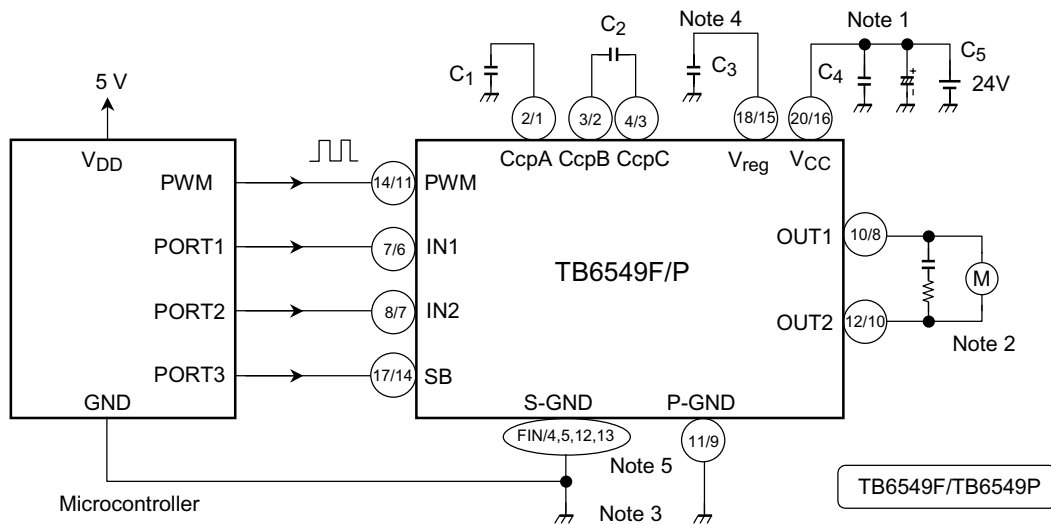 Note 4
Note 1
C2
C1
C3
C4
C5
24V
5 V
+
-
2/1
3/2
4/3
18/15
20/16
VDD
CcpA
CcpB
CcpC
Vreg
VCC
PWM
14/11
PWM
PORT1
7/6
IN1
PORT2
8/7
IN2
PORT3
17/14
SB
TB6549F/P
OUT1
10/8
M
OUT2
12/10
Note 2
GND
S-GND
P-GND
FIN/4,5,12,13
11/9
Note 5
Microcontroller
Note 3
TB6549F/TB6549P